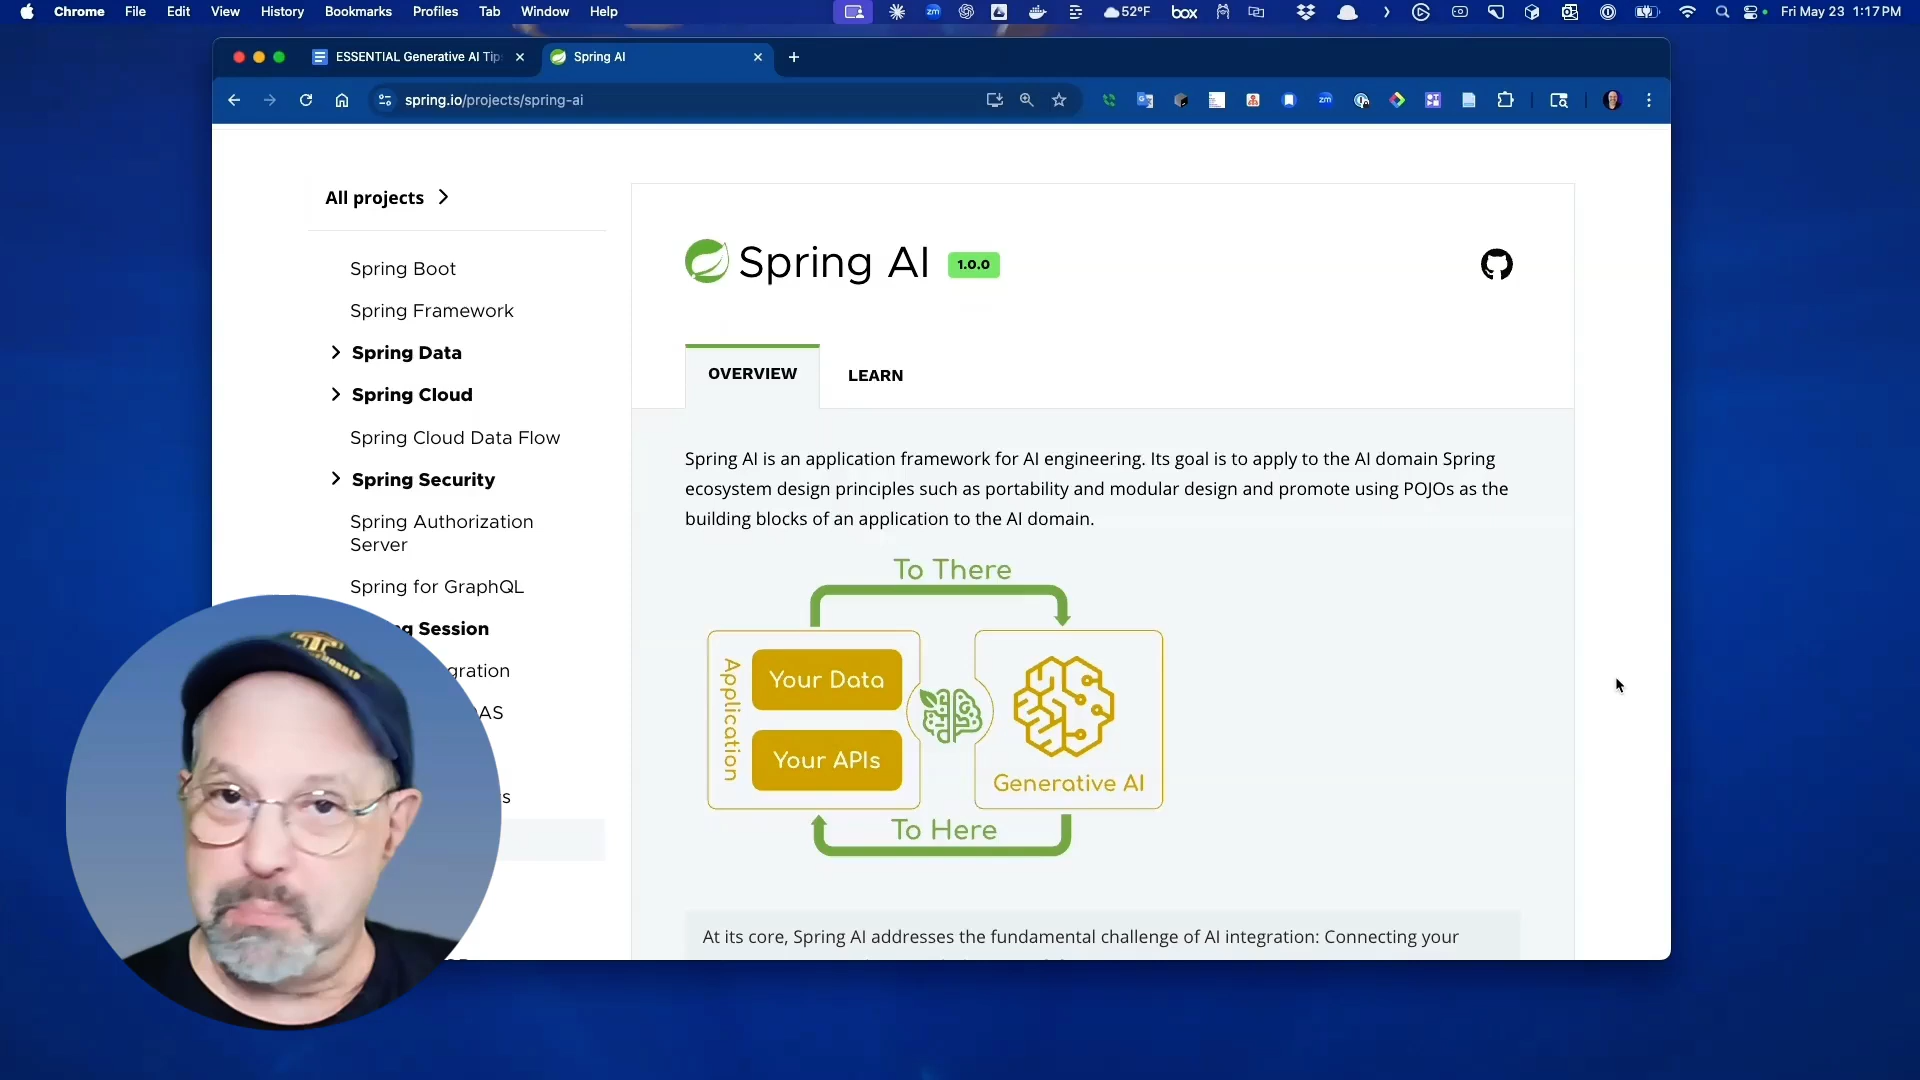 Chrome File Edit View History Bookmarks Profiles Tab Window Help
zm 52°F box Fri May 23 1:17 PM
ESSENTIAL Generative AI Tip
Spring AI
spring.io/projects/spring-ai
zm
All projects
Spring Boot
Spring Framework
Spring Data
Spring Cloud
Spring Cloud Data Flow
Spring Security
Spring Authorization
Server
Spring for GraphQL
g Session
gration
AS
s
Spring AI 1.0.0
OVERVIEW LEARN
Spring AI is an application framework for AI engineering. Its goal is to apply to the AI domain Spring
ecosystem design principles such as portability and modular design and promote using POJOs as the
building blocks of an application to the AI domain.
To There
Application
Your Data
Your APIs
Generative AI
To Here
At its core, Spring AI addresses the fundamental challenge of AI integration: Connecting your